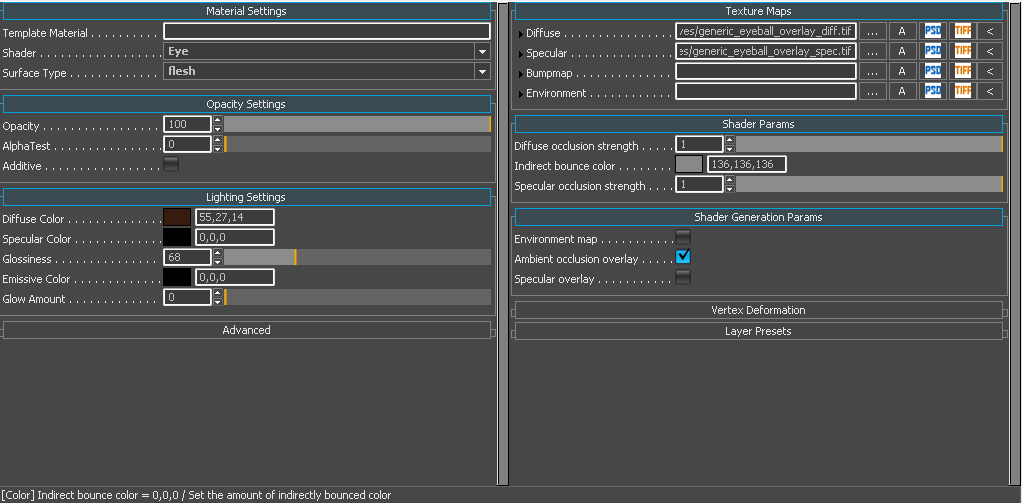 Material Settings
Template Material . . . . . . . . . .
Shader . . . . . . . . . . . . . . . . . . Eye
Surface Type . . . . . . . . . . . . . flesh
Opacity Settings
Opacity . . . . . . . . . . . . . . . . . 100
AlphaTest . . . . . . . . . . . . . . . . 0
Additive . . . . . . . . . . . . . . . . .
Lighting Settings
Diffuse Color . . . . . . . . . . . . . . 55,27,14
Specular Color . . . . . . . . . . . . 0,0,0
Glossiness . . . . . . . . . . . . . . . 68
Emissive Color . . . . . . . . . . . . 0,0,0
Glow Amount . . . . . . . . . . . . . 0
Advanced
Texture Maps
Diffuse . . . . . . . . . . . . . . . ves/generic_eyeball_overlay_diff.tif ... A PSD TIFF <
Specular . . . . . . . . . . . . . es/generic_eyeball_overlay_spec.tif ... A PSD TIFF <
Bumpmap . . . . . . . . . . . . ... A PSD TIFF <
Environment . . . . . . . . . . ... A PSD TIFF <
Shader Params
Diffuse occlusion strength . . . . . 1
Indirect bounce color . . . . . . . . 136,136,136
Specular occlusion strength . . . . 1
Shader Generation Params
Environment map . . . . . . . . . . .
Ambient occlusion overlay . . . . .
Specular overlay . . . . . . . . . . . .
Vertex Deformation
Layer Presets
[Color] Indirect bounce color = 0,0,0 / Set the amount of indirectly bounced color